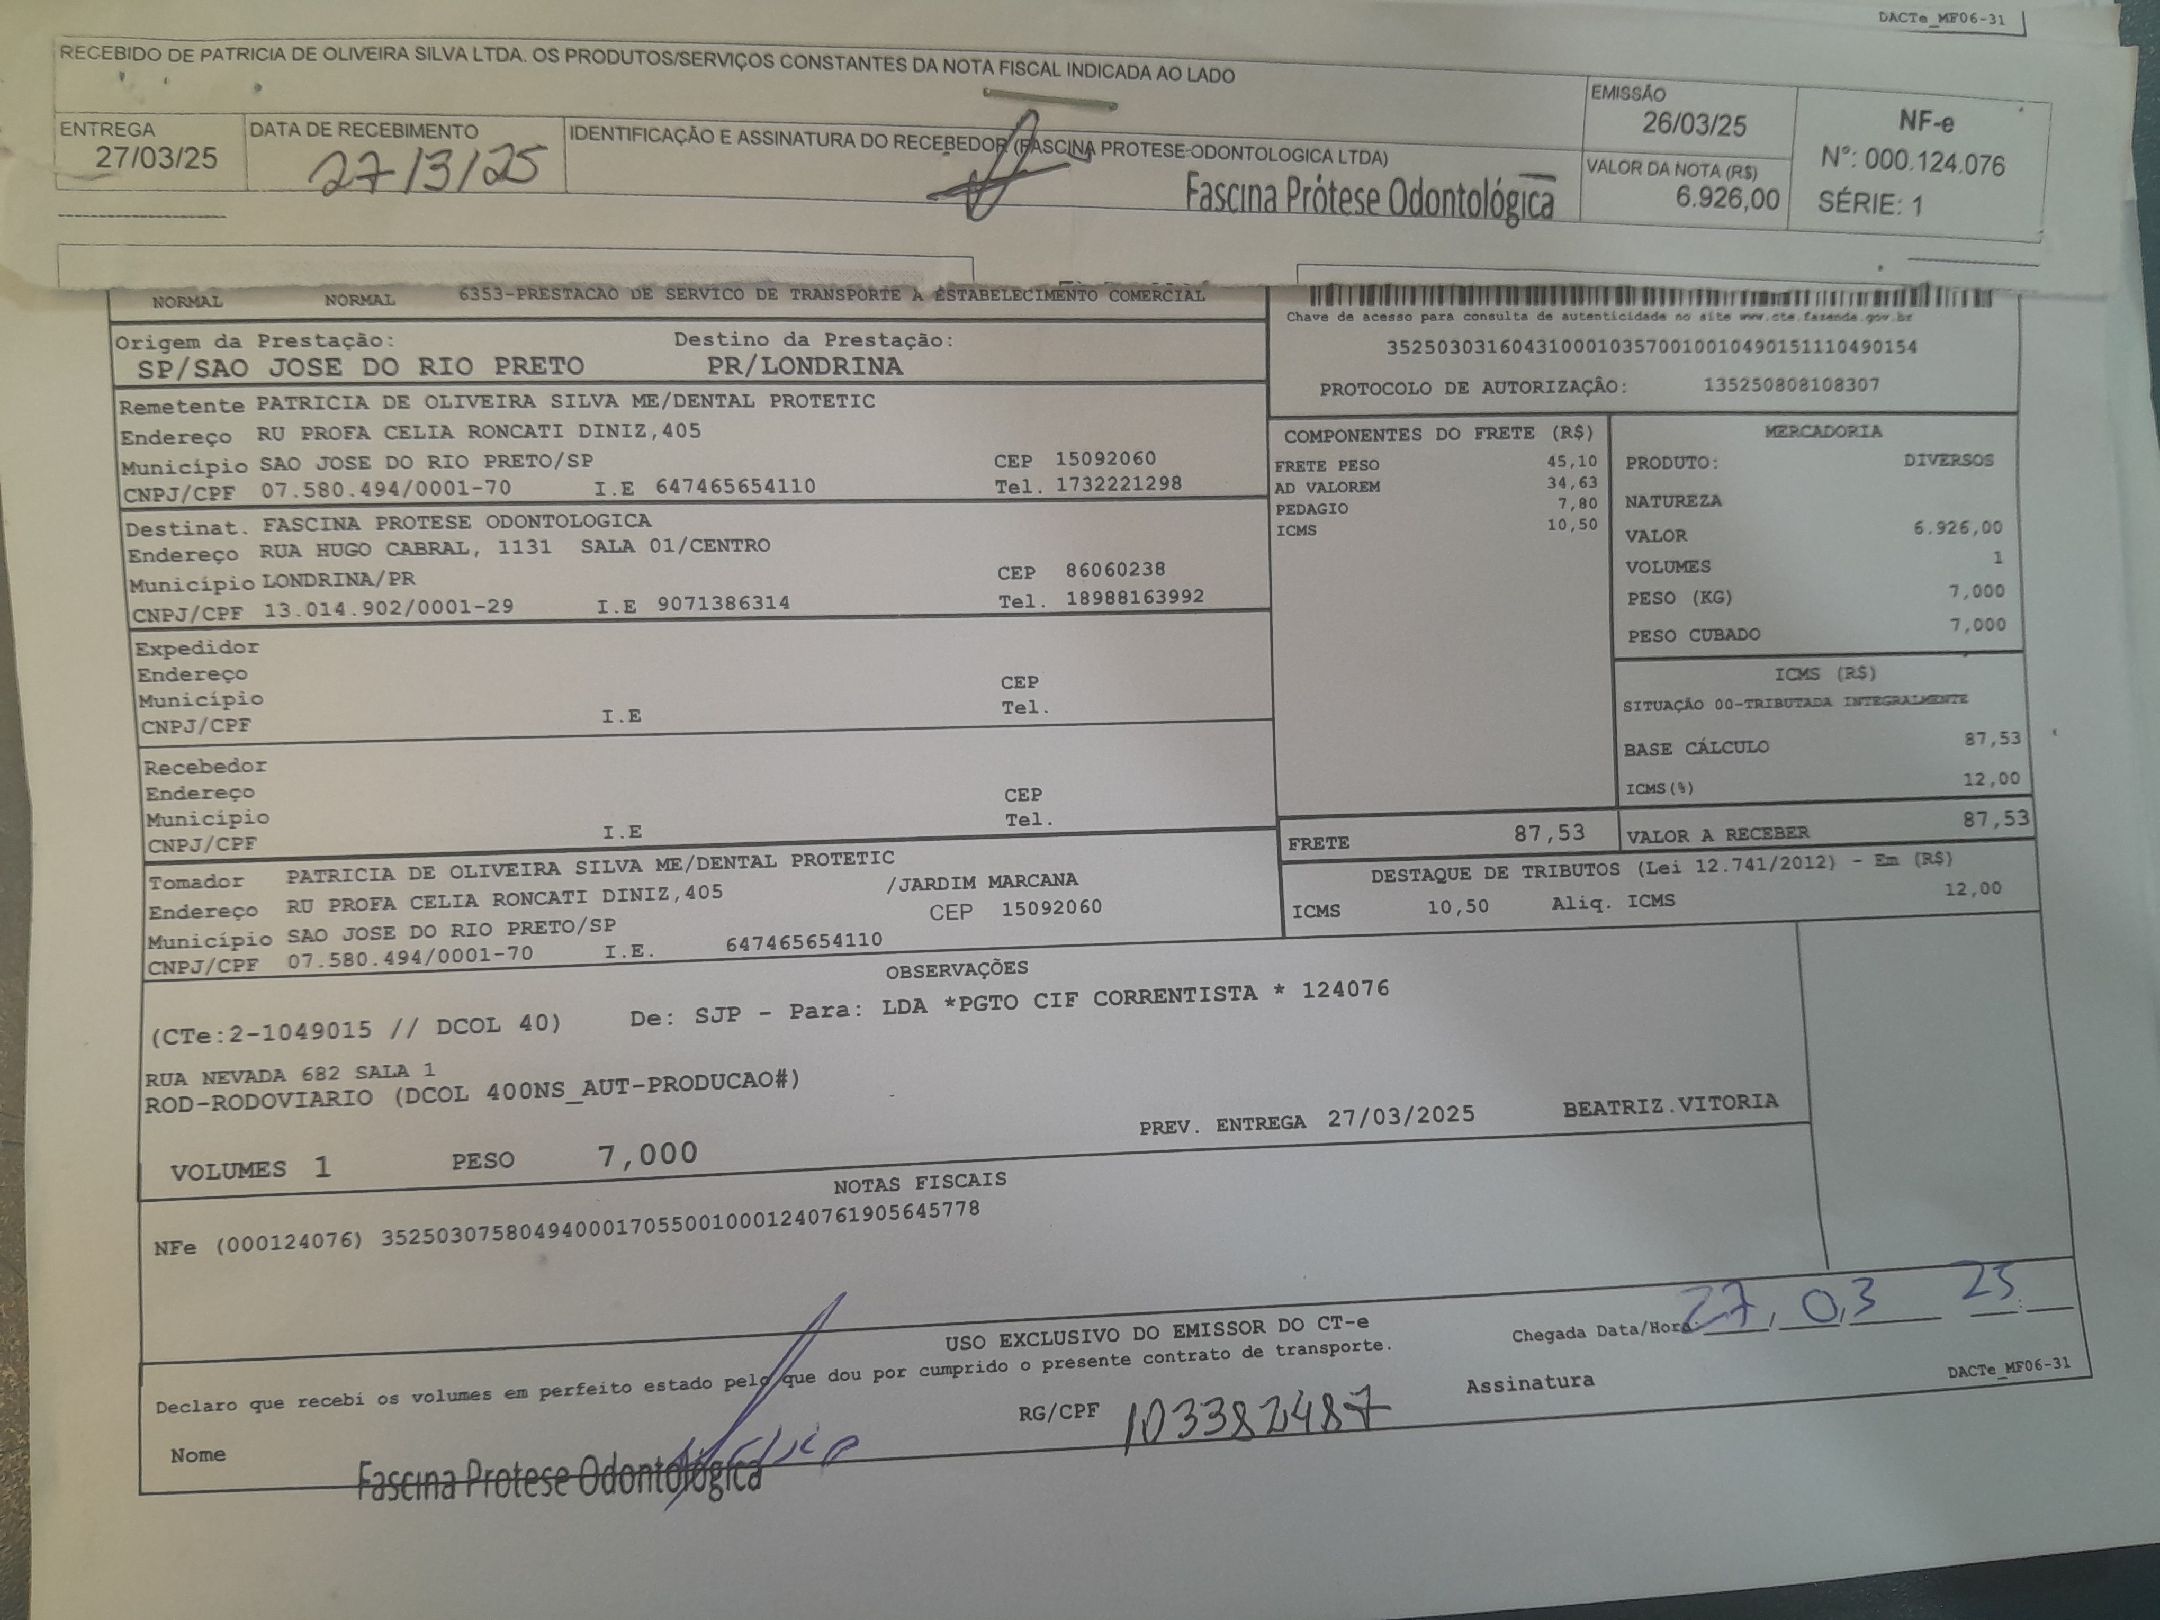 DACTe_MF06-31
RECEBIDO DE PATRICIA DE OLIVEIRA SILVA LTDA. OS PRODUTOS/SERVIÇOS CONSTANTES DA NOTA FISCAL INDICADA AO LADO
EMISSÃO
26/03/25
NF-e
Nº: 000.124.076
SÉRIE: 1
ENTREGA
27/03/25
DATA DE RECEBIMENTO
27/3/25
IDENTIFICAÇÃO E ASSINATURA DO RECEBEDOR (FASCINA PROTESE ODONTOLOGICA LTDA)
Fascina Prótese Odontológica
VALOR DA NOTA (R$)
6.926,00
NORMAL NORMAL 6353-PRESTACAO DE SERVICO DE TRANSPORTE A ESTABELECIMENTO COMERCIAL
Chave de acesso para consulta de autenticidade no site www.cte.fazenda.gov.br
35250303160431000103570010010490151110490154
PROTOCOLO DE AUTORIZAÇÃO: 135250808108307
Origem da Prestação: Destino da Prestação:
SP/SAO JOSE DO RIO PRETO PR/LONDRINA
Remetente PATRICIA DE OLIVEIRA SILVA ME/DENTAL PROTETIC
Endereço RU PROFA CELIA RONCATI DINIZ,405
Município SAO JOSE DO RIO PRETO/SP CEP 15092060
CNPJ/CPF 07.580.494/0001-70 I.E 647465654110 Tel. 1732221298
Destinat. FASCINA PROTESE ODONTOLOGICA
Endereço RUA HUGO CABRAL, 1131 SALA 01/CENTRO
Município LONDRINA/PR CEP 86060238
CNPJ/CPF 13.014.902/0001-29 I.E 9071386314 Tel. 18988163992
Expedidor
Endereço
Município CEP
CNPJ/CPF I.E Tel.
Recebedor
Endereço CEP
Município Tel.
CNPJ/CPF I.E
Tomador PATRICIA DE OLIVEIRA SILVA ME/DENTAL PROTETIC
Endereço RU PROFA CELIA RONCATI DINIZ,405 /JARDIM MARCANA
Município SAO JOSE DO RIO PRETO/SP CEP 15092060
CNPJ/CPF 07.580.494/0001-70 I.E. 647465654110
COMPONENTES DO FRETE (R$)
FRETE PESO 45,10
AD VALOREM 34,63
PEDAGIO 7,80
ICMS 10,50
MERCADORIA
PRODUTO: DIVERSOS
NATUREZA
VALOR 6.926,00
VOLUMES 1
PESO (KG) 7,000
PESO CUBADO 7,000
ICMS (R$)
SITUAÇÃO 00-TRIBUTADA INTEGRALMENTE
BASE CÁLCULO 87,53
ICMS(%) 12,00
FRETE 87,53 VALOR A RECEBER 87,53
DESTAQUE DE TRIBUTOS (Lei 12.741/2012) - Em (R$)
ICMS 10,50 Aliq. ICMS 12,00
OBSERVAÇÕES
(CTe:2-1049015 // DCOL 40) De: SJP - Para: LDA *PGTO CIF CORRENTISTA * 124076
RUA NEVADA 682 SALA 1
ROD-RODOVIARIO (DCOL 400NS_AUT-PRODUCAO#)
PREV. ENTREGA 27/03/2025 BEATRIZ.VITORIA
VOLUMES 1 PESO 7,000
NOTAS FISCAIS
NFe (000124076) 35250307580494000170550010001240761905645778
USO EXCLUSIVO DO EMISSOR DO CT-e
Chegada Data/Hora: 27, 03 25
Declaro que recebi os volumes em perfeito estado pelo que dou por cumprido o presente contrato de transporte.
Nome RG/CPF 103382487 Assinatura
DACTe_MF06-31
Fascina Protese Odontológica